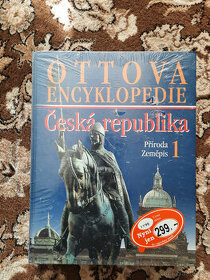 OTTOVA
ENCYKLOPEDIE
Česká republika
Příroda
Zeměpis 1
Nyní
jen 299.-